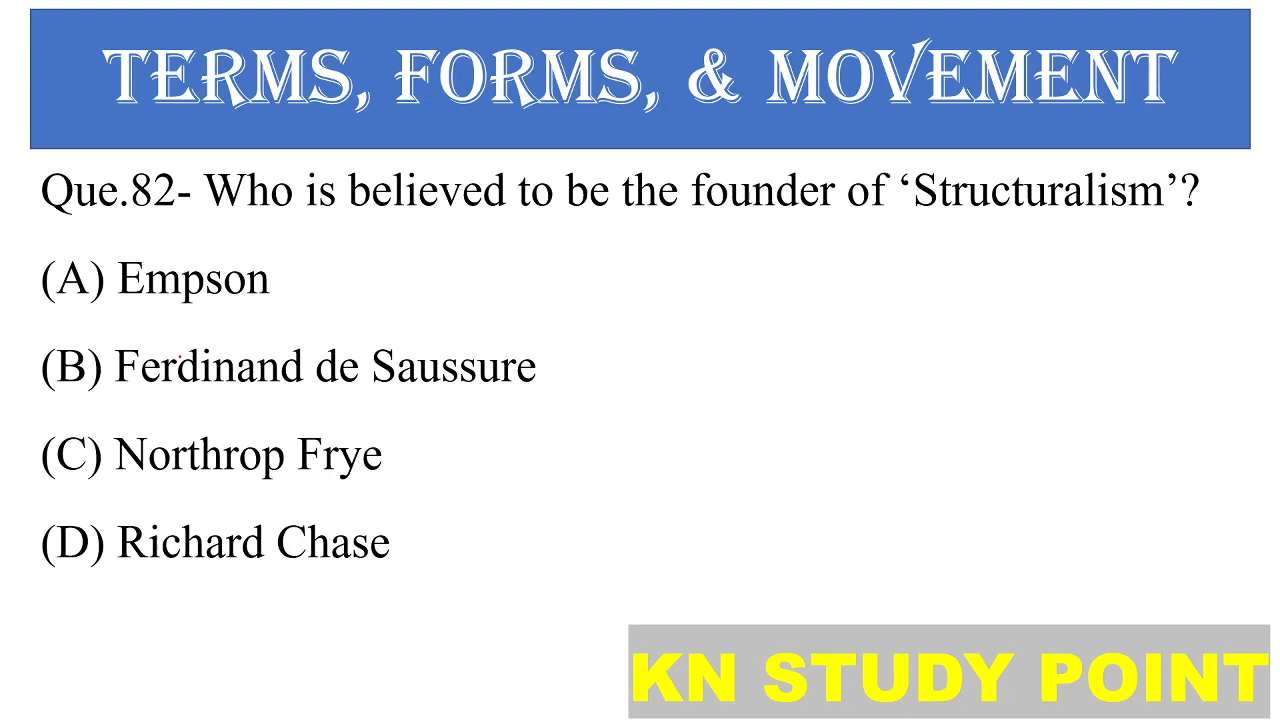 TERMS, FORMS, & MOVEMENT
Que.82- Who is believed to be the founder of ‘Structuralism’?
(A) Empson
(B) Ferdinand de Saussure
(C) Northrop Frye
(D) Richard Chase
KN STUDY POINT